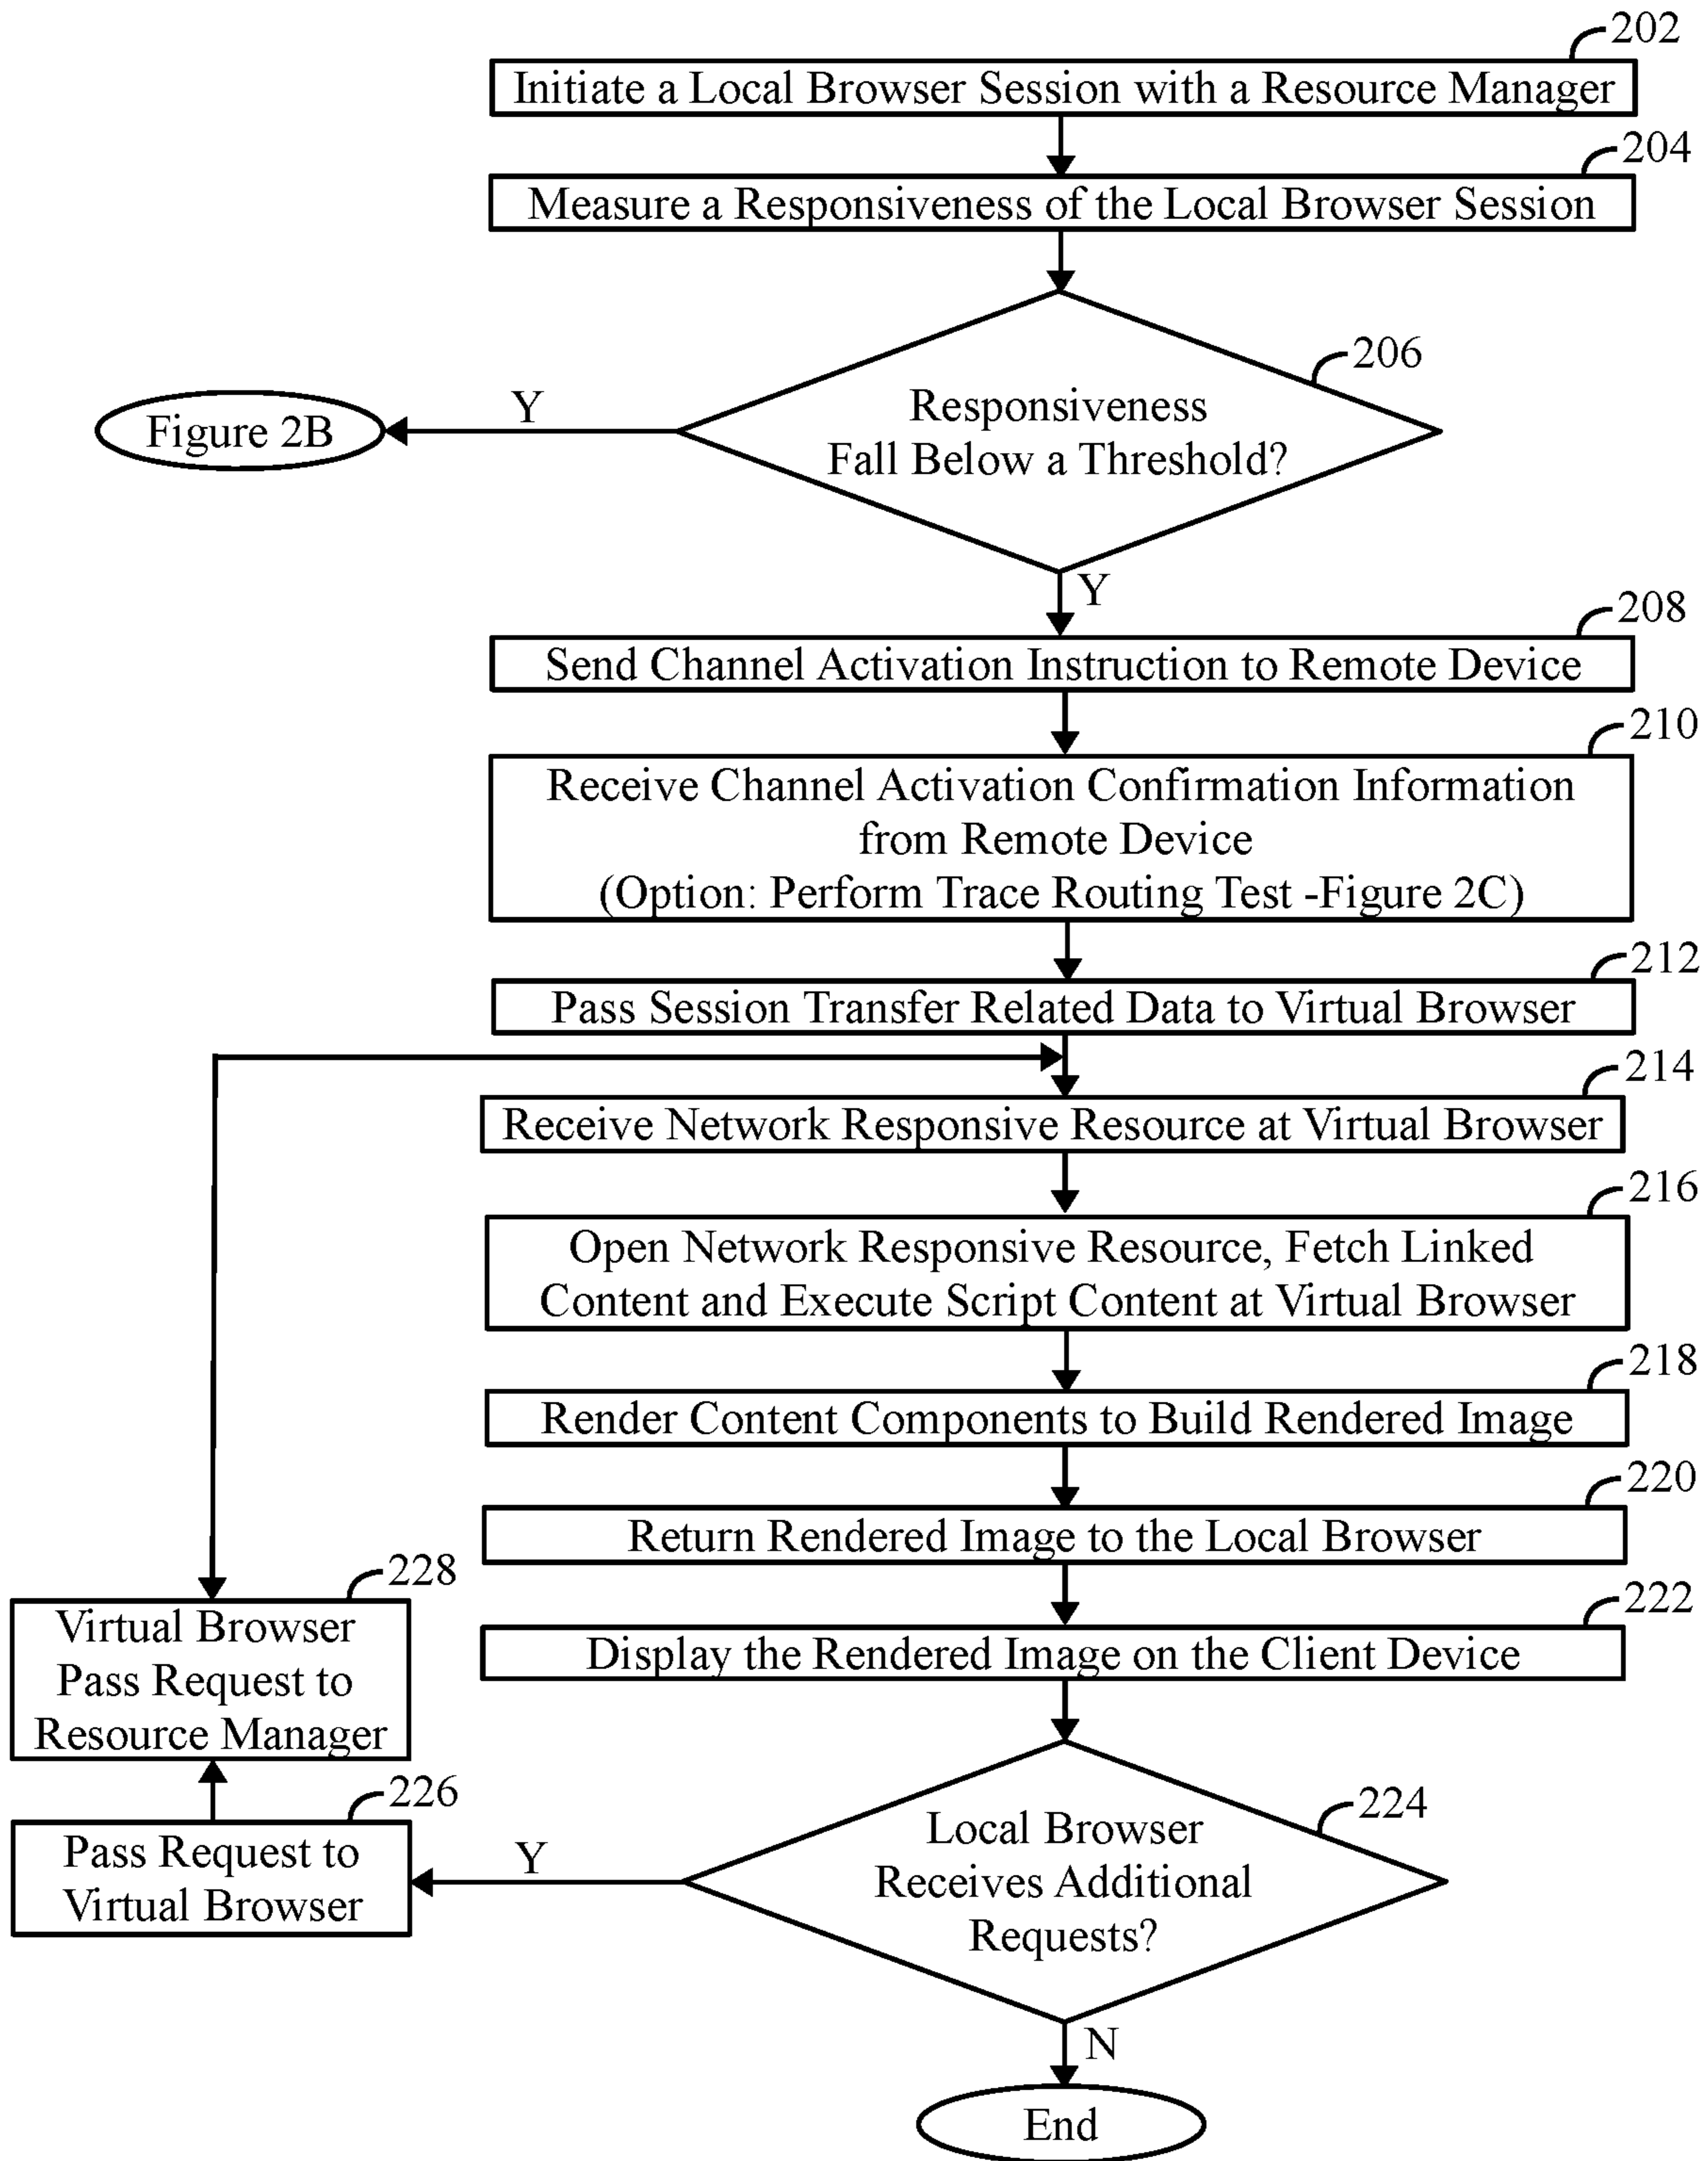 202
Initiate a Local Browser Session with a Resource Manager
204
Measure a Responsiveness of the Local Browser Session
206
Responsiveness
Fall Below a Threshold?
Y
Figure 2B
Y
208
Send Channel Activation Instruction to Remote Device
210
Receive Channel Activation Confirmation Information
from Remote Device
(Option: Perform Trace Routing Test -Figure 2C)
212
Pass Session Transfer Related Data to Virtual Browser
214
Receive Network Responsive Resource at Virtual Browser
216
Open Network Responsive Resource, Fetch Linked
Content and Execute Script Content at Virtual Browser
218
Render Content Components to Build Rendered Image
220
Return Rendered Image to the Local Browser
222
Display the Rendered Image on the Client Device
224
Local Browser
Receives Additional
Requests?
Y
226
Pass Request to
Virtual Browser
228
Virtual Browser
Pass Request to
Resource Manager
N
End